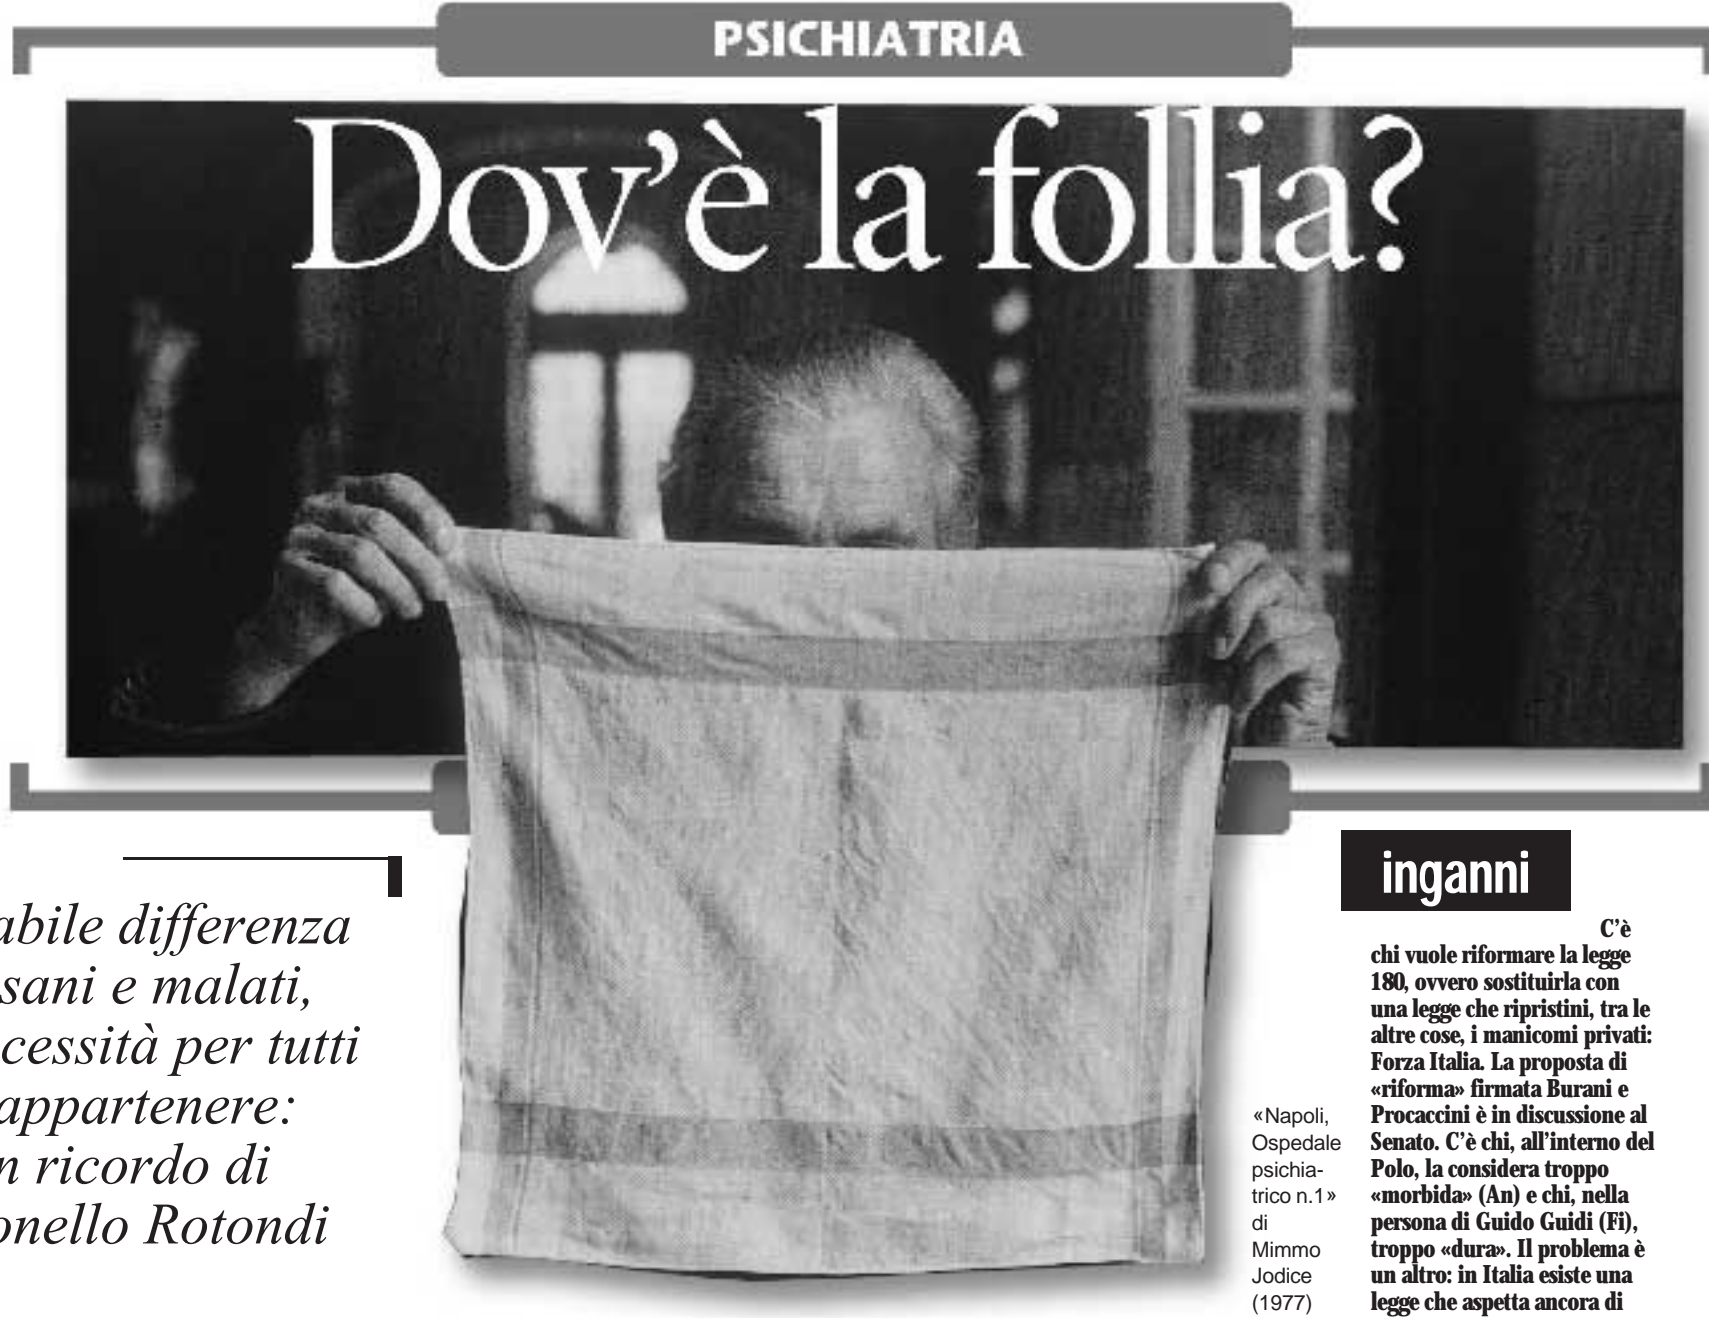 PSICHIATRIA
Dov'è la follia?
abile differenza
sani e malati,
cessità per tutti
appartenere:
n ricordo di
onello Rotondi
«Napoli,
Ospedale
psichia-
trico n.1»
di
Mimmo
Jodice
(1977)
inganni
C'è
chi vuole riformare la legge
180, ovvero sostituirla con
una legge che ripristini, tra le
altre cose, i manicomi privati:
Forza Italia. La proposta di
«riforma» firmata Burani e
Procaccini è in discussione al
Senato. C'è chi, all'interno del
Polo, la considera troppo
«morbida» (An) e chi, nella
persona di Guido Guidi (Fi),
troppo «dura». Il problema è
un altro: in Italia esiste una
legge che aspetta ancora di